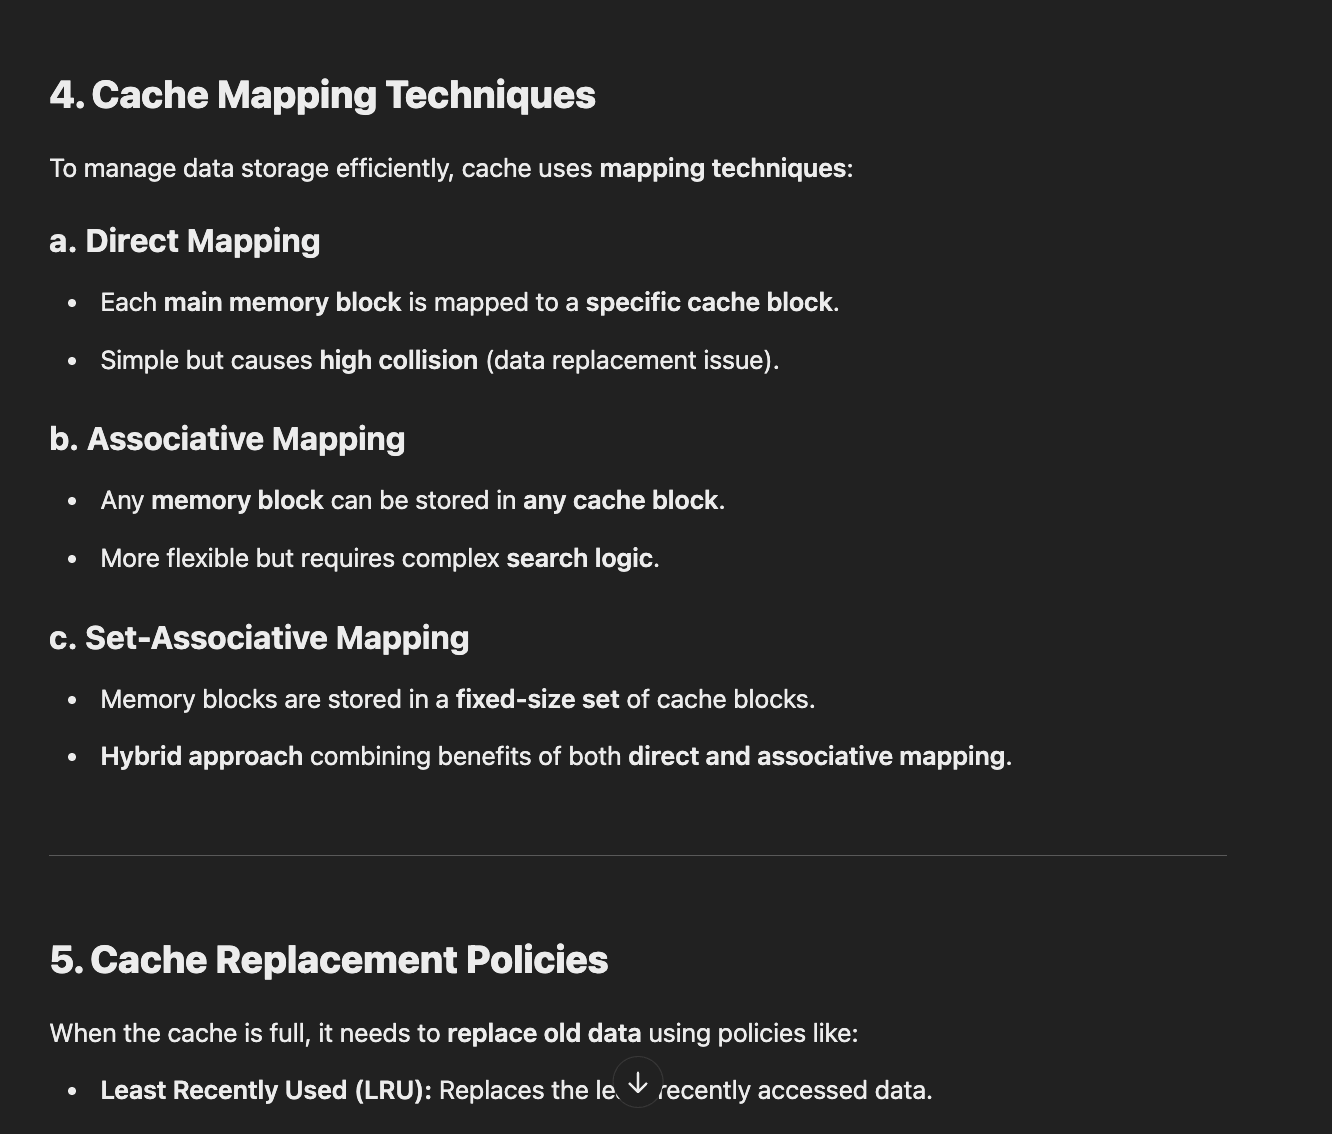 4. Cache Mapping Techniques
To manage data storage efficiently, cache uses mapping techniques:
a. Direct Mapping
• Each main memory block is mapped to a specific cache block.
• Simple but causes high collision (data replacement issue).
b. Associative Mapping
• Any memory block can be stored in any cache block.
• More flexible but requires complex search logic.
c. Set-Associative Mapping
• Memory blocks are stored in a fixed-size set of cache blocks.
• Hybrid approach combining benefits of both direct and associative mapping.
5. Cache Replacement Policies
When the cache is full, it needs to replace old data using policies like:
• Least Recently Used (LRU): Replaces the recently accessed data.